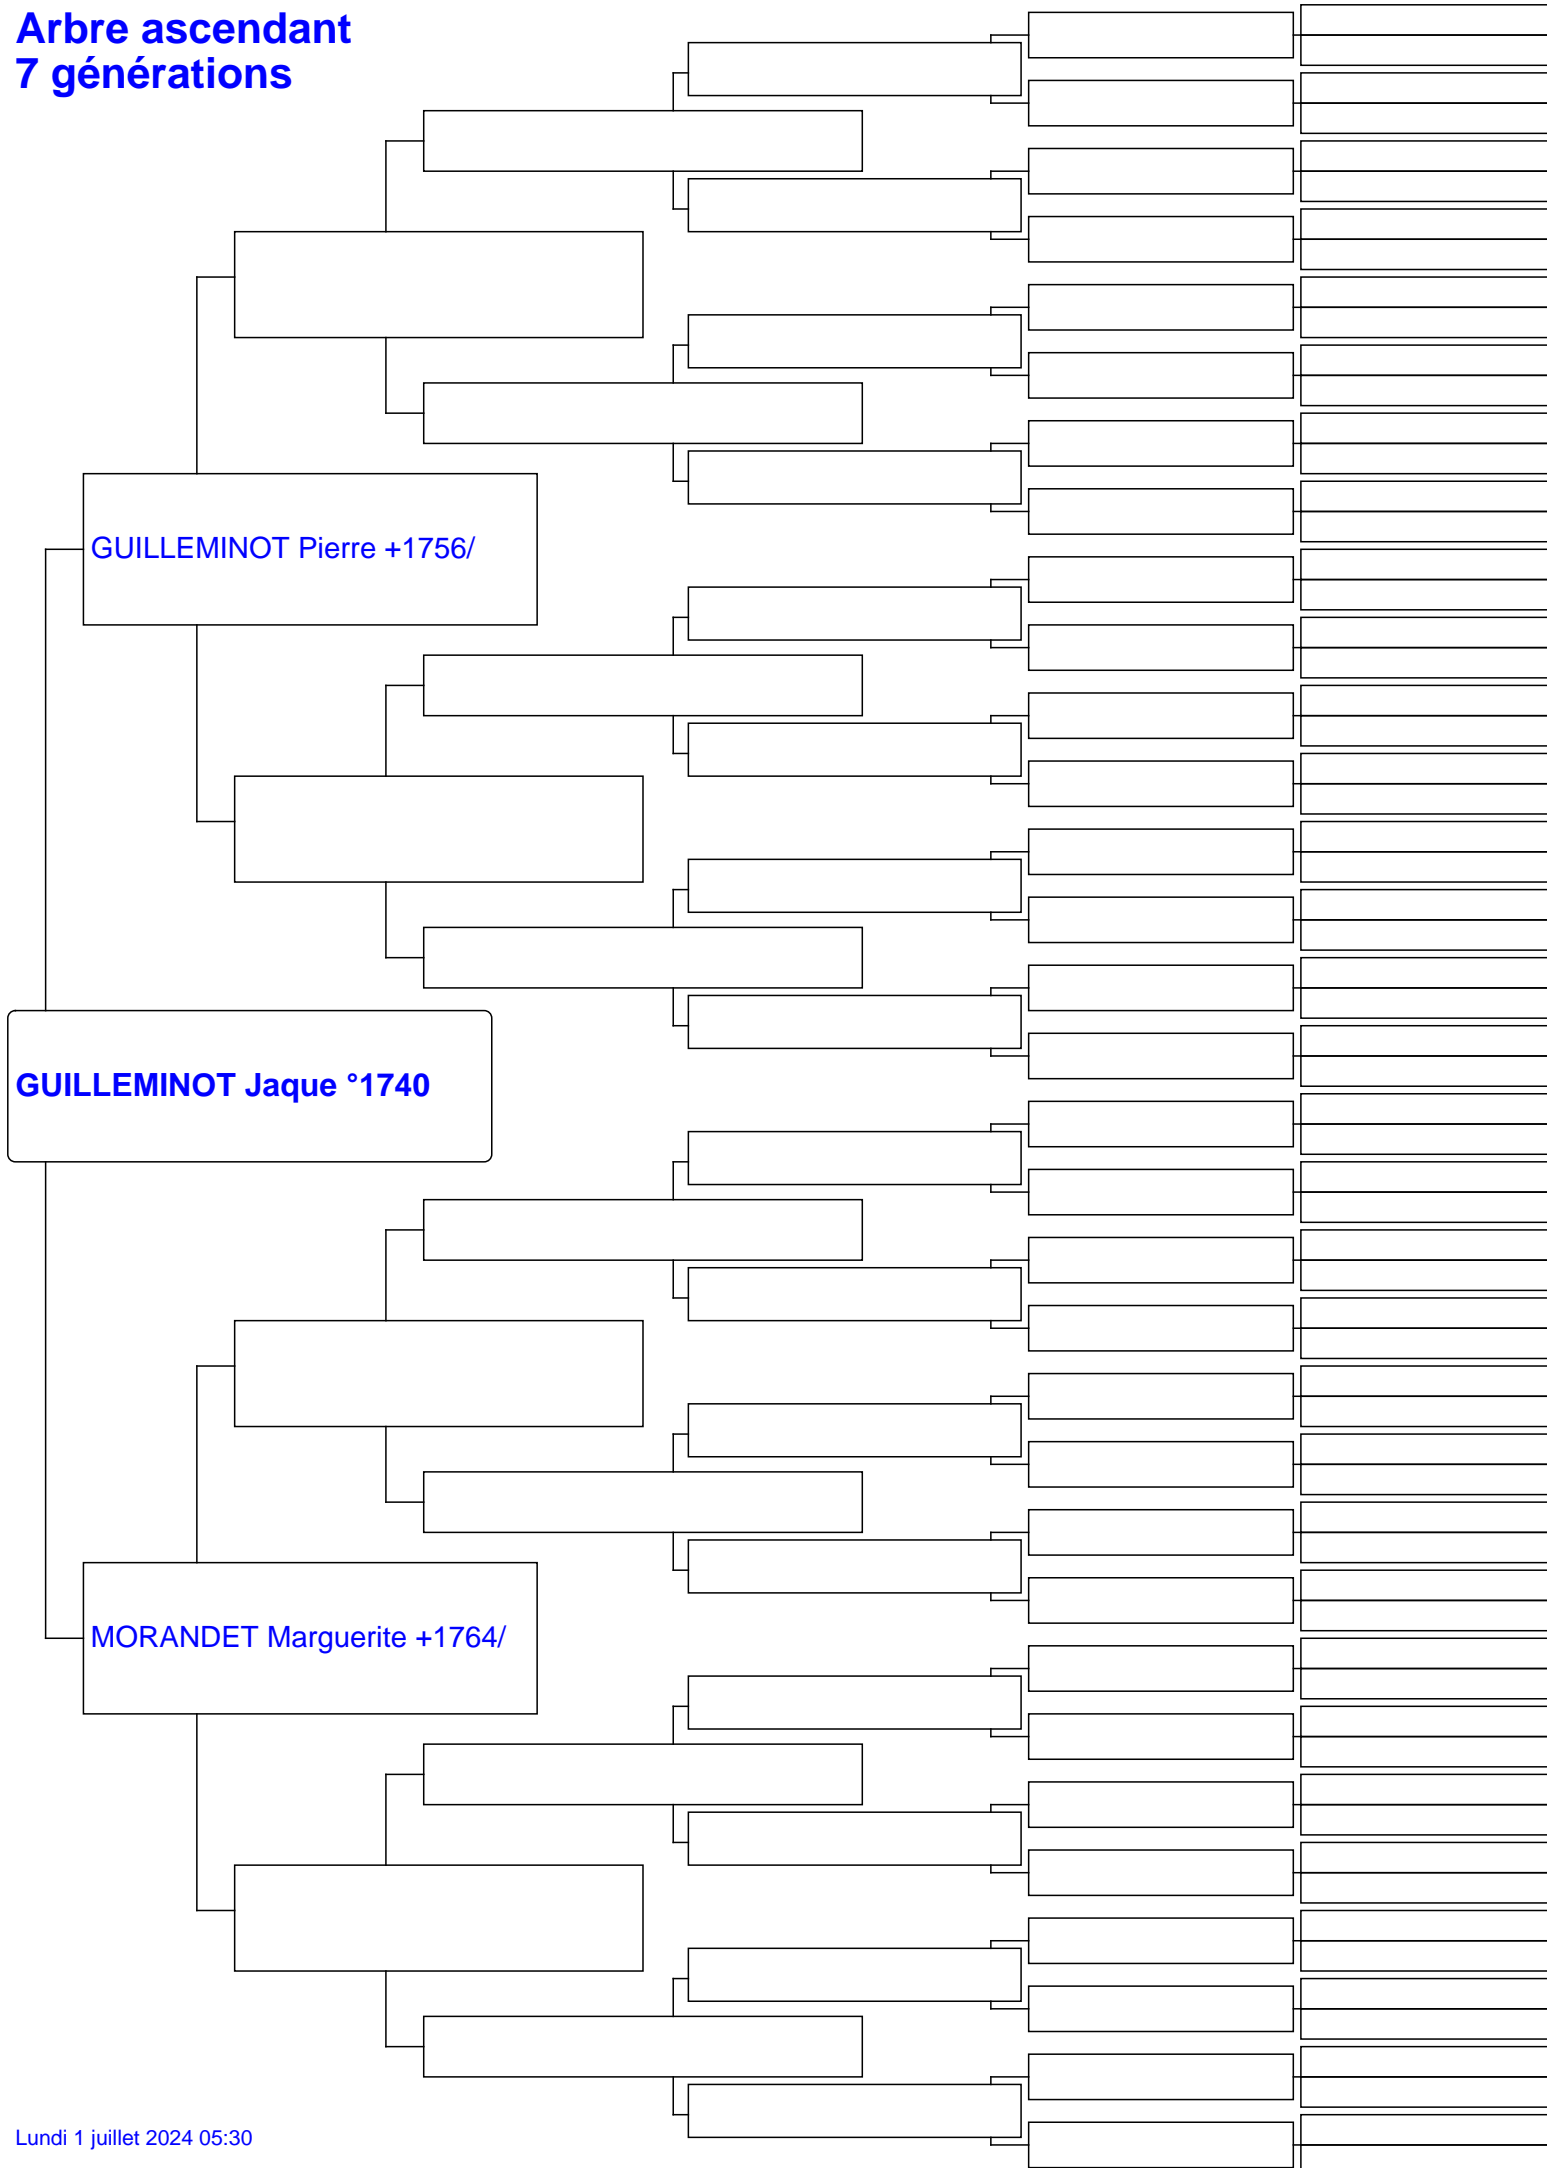 Arbre ascendant
7 générations
GUILLEMINOT Pierre +1756/
GUILLEMINOT Jaque °1740
MORANDET Marguerite +1764/
Lundi 1 juillet 2024 05:30